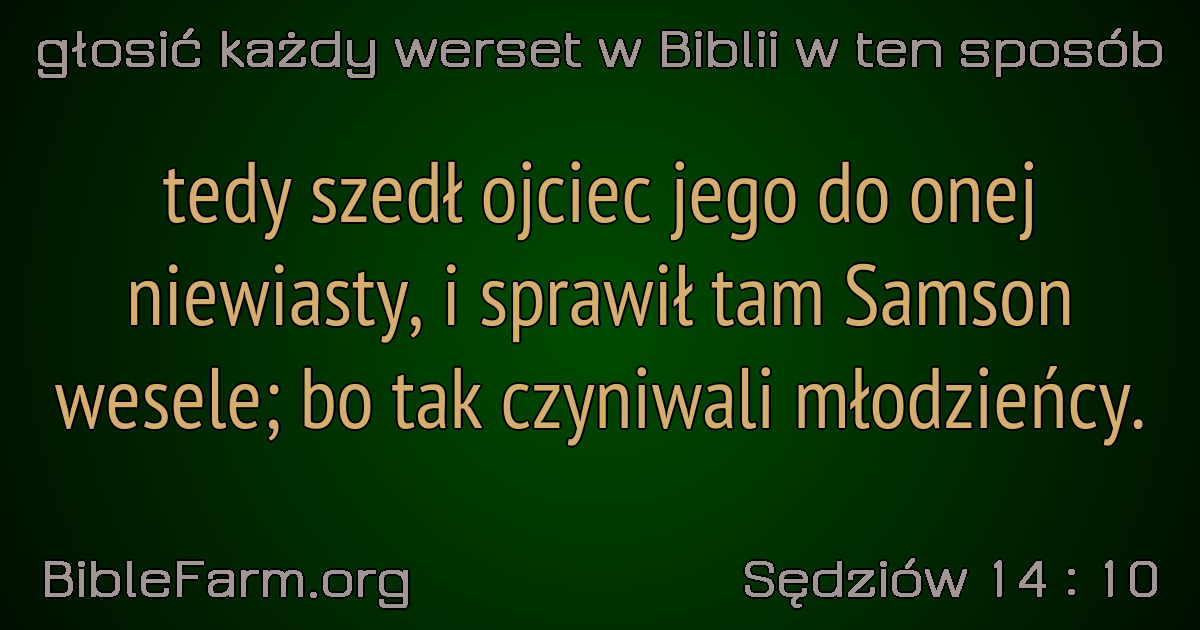 głosić każdy werset w Biblii w ten sposób
tedy szedł ojciec jego do onej
niewiasty, i sprawił tam Samson
wesele; bo tak czyniwali młodzieńcy.
BibleFarm.org
Sędziów 14 : 10